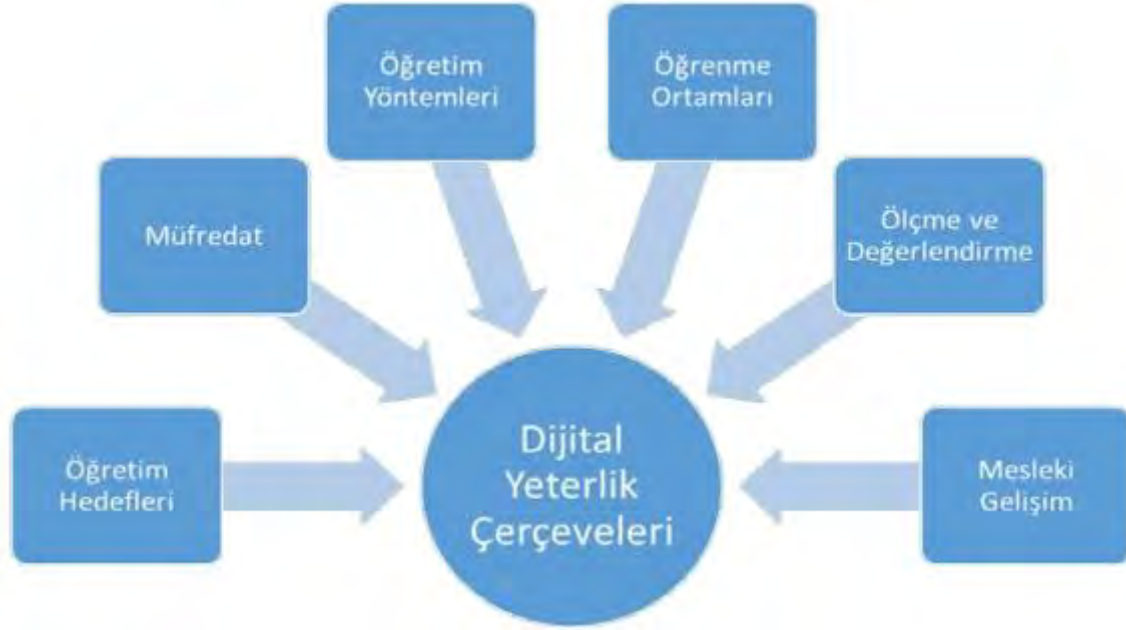 Öğretim
Yöntemleri
Öğrenme
Ortamları
Müfredat
Ölçme ve
Değerlendirme
Öğretim
Hedefleri
Dijital
Yeterlik
Çerçeveleri
Mesleki
Gelişim